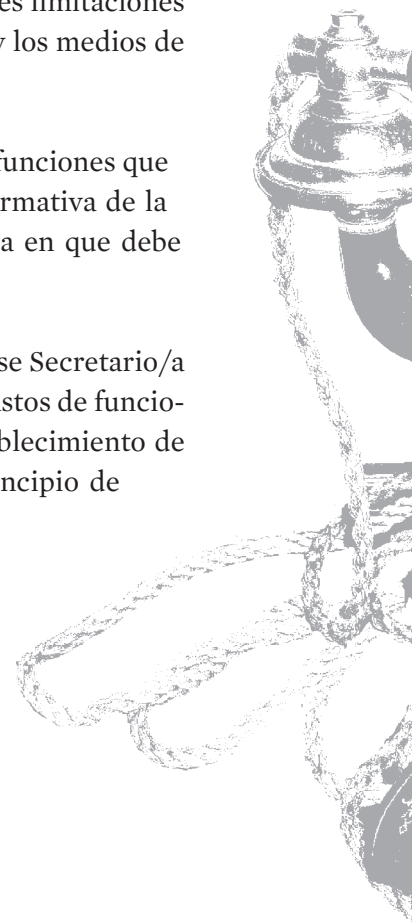 es limitaciones
y los medios de
funciones que
rmativa de la
a en que debe
se Secretario/a
stos de funcio-
blecimiento de
ncipio de